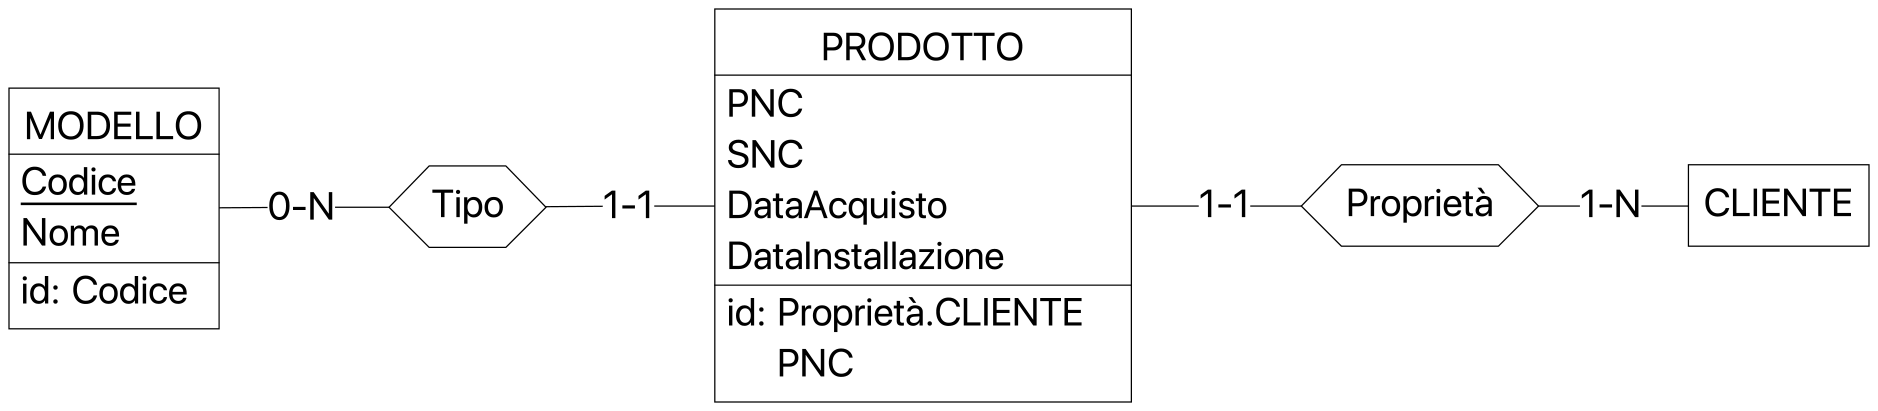 MODELLO
Codice
Nome
id: Codice
0-N
Tipo
1-1
PRODOTTO
PNC
SNC
DataAcquisto
DataInstallazione
id: Proprietà.CLIENTE
PNC
1-1
Proprietà
1-N
CLIENTE